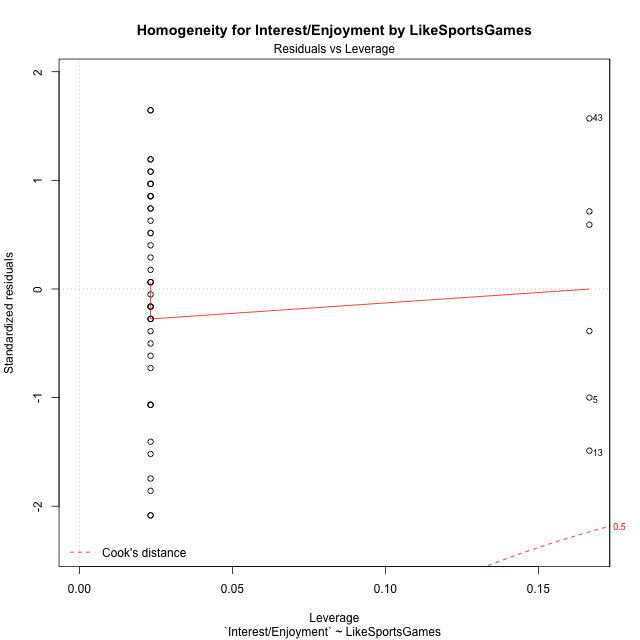 Homogeneity for Interest/Enjoyment by LikeSportsGames
Residuals vs Leverage
2
1
0
-1
-2
Standardized residuals
43
5
13
0.5
Cook's distance
0.00
0.05
0.10
0.15
Leverage
`Interest/Enjoyment` ~ LikeSportsGames